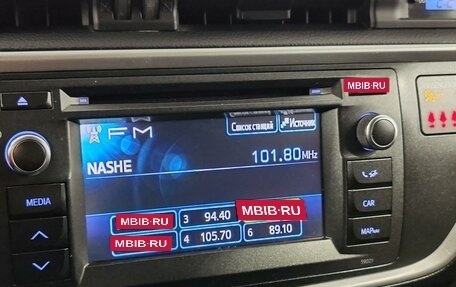 MBIB·RU
FM
Список станций
Источник
NASHE
101.80MHz
MEDIA
CAR
MAP
MBIB·RU
3 94.40
MBIB·RU
MBIB·RU
4 105.70
6 89.10
59021